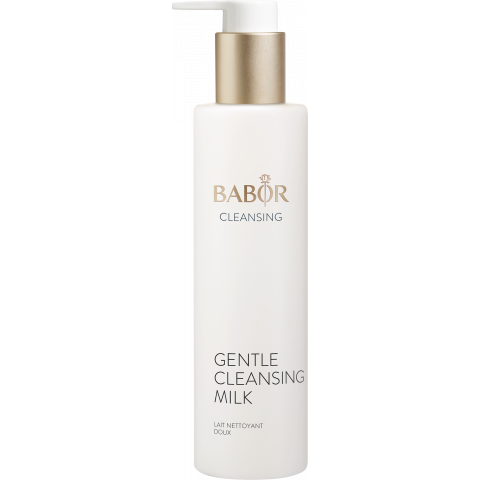 BABOR
CLEANSING
GENTLE
CLEANSING
MILK
LAIT NETTOYANT
DOUX